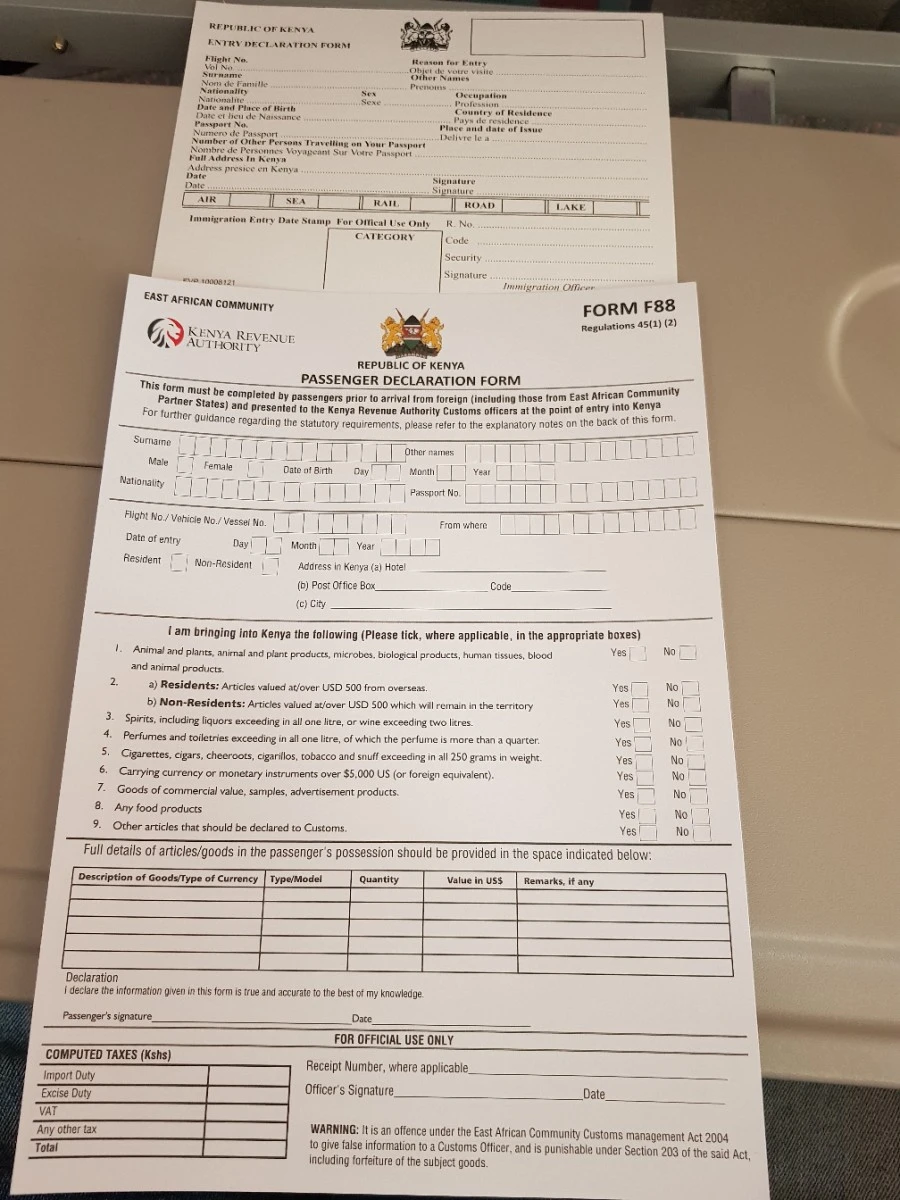 REPUBLIC OF KENYA
ENTRY DECLARATION FORM
Flight No. Reason for Entry
Vol No Objet de votre visite
Surname Other Names
Nom de Famille Prenoms
Nationality Sex Occupation
Nationalite Sexe Profession
Date and Place of Birth Country of Residence
Date et lieu de Naissance Pays de residence
Passport No. Place and date of Issue
Numero de Passport Delivre le a
Number of Other Persons Travelling on Your Passport
Nombre de Personnes Voyageant Sur Votre Passport
Full Address In Kenya
Address presice en Kenya
Date Signature
Date Signature
AIR SEA RAIL ROAD LAKE
Immigration Entry Date Stamp For Offical Use Only R. No.
CATEGORY Code
Security
Signature
Immigration Officer
10008121
EAST AFRICAN COMMUNITY
FORM F88
Regulations 45(1) (2)
KENYA REVENUE
AUTHORITY
REPUBLIC OF KENYA
PASSENGER DECLARATION FORM
This form must be completed by passengers prior to arrival from foreign (including those from East African Community
Partner States) and presented to the Kenya Revenue Authority Customs officers at the point of entry into Kenya
For further guidance regarding the statutory requirements, please refer to the explanatory notes on the back of this form.
Surname Other names
Male Female Date of Birth Day Month Year
Nationality Passport No.
Flight No./ Vehicle No./ Vessel No. From where
Date of entry Day Month Year
Resident Non-Resident Address in Kenya (a) Hotel
(b) Post Office Box Code
(c) City
I am bringing into Kenya the following (Please tick, where applicable, in the appropriate boxes)
1. Animal and plants, animal and plant products, microbes, biological products, human tissues, blood Yes No
and animal products.
2. a) Residents: Articles valued at/over USD 500 from overseas. Yes No
b) Non-Residents: Articles valued at/over USD 500 which will remain in the territory Yes No
3. Spirits, including liquors exceeding in all one litre, or wine exceeding two litres. Yes No
4. Perfumes and toiletries exceeding in all one litre, of which the perfume is more than a quarter. Yes No
5. Cigarettes, cigars, cheeroots, cigarillos, tobacco and snuff exceeding in all 250 grams in weight. Yes No
6. Carrying currency or monetary instruments over $5,000 US (or foreign equivalent). Yes No
7. Goods of commercial value, samples, advertisement products. Yes No
8. Any food products Yes No
9. Other articles that should be declared to Customs. Yes No
Full details of articles/goods in the passenger's possession should be provided in the space indicated below:
Description of Goods/Type of Currency Type/Model Quantity Value in US$ Remarks, if any
Declaration
I declare the information given in this form is true and accurate to the best of my knowledge.
Passenger's signature Date
FOR OFFICIAL USE ONLY
COMPUTED TAXES (Kshs)
Import Duty
Excise Duty
VAT
Any other tax
Total
Receipt Number, where applicable
Officer's Signature Date
WARNING: It is an offence under the East African Community Customs management Act 2004
to give false information to a Customs Officer, and is punishable under Section 203 of the said Act,
including forfeiture of the subject goods.